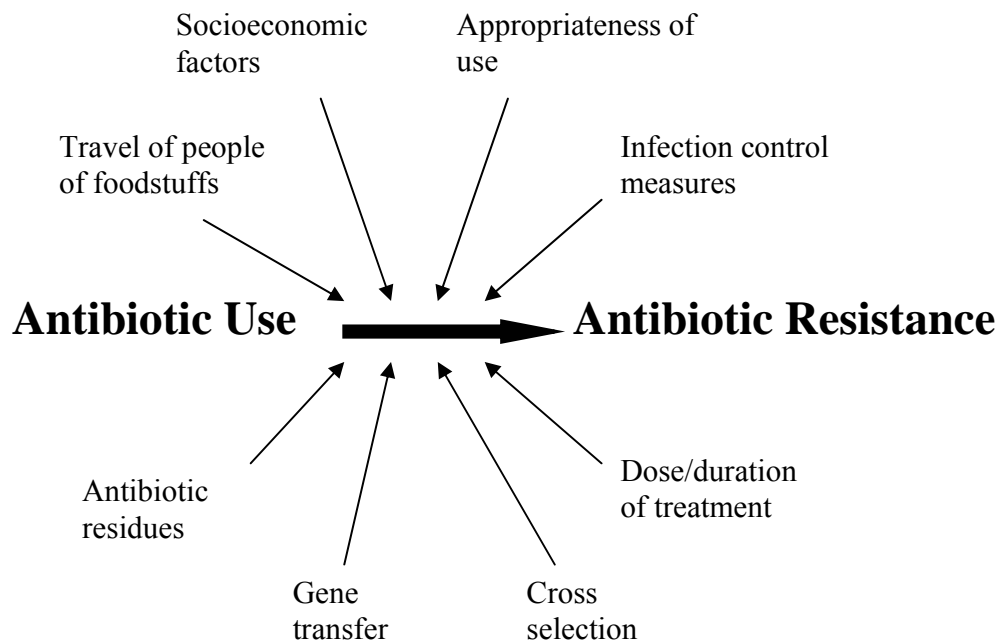 Socioeconomic
factors
Appropriateness of
use
Travel of people
of foodstuffs
Infection control
measures
Antibiotic Use
Antibiotic Resistance
Antibiotic
residues
Dose/duration
of treatment
Gene
transfer
Cross
selection